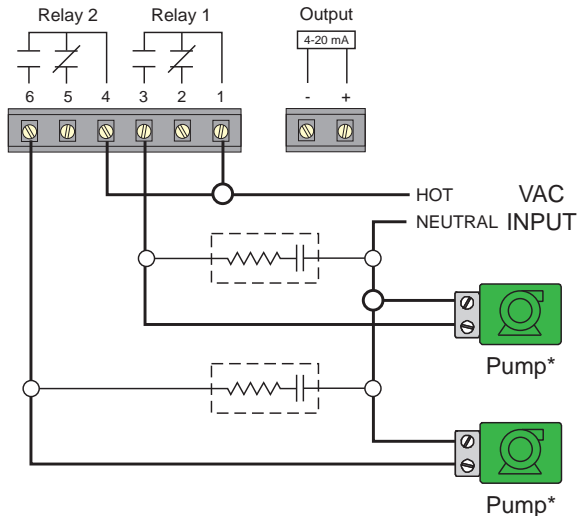 Relay 2 Relay 1 Output
4-20 mA
6 5 4 3 2 1 - +
HOT VAC
NEUTRAL INPUT
Pump*
Pump*